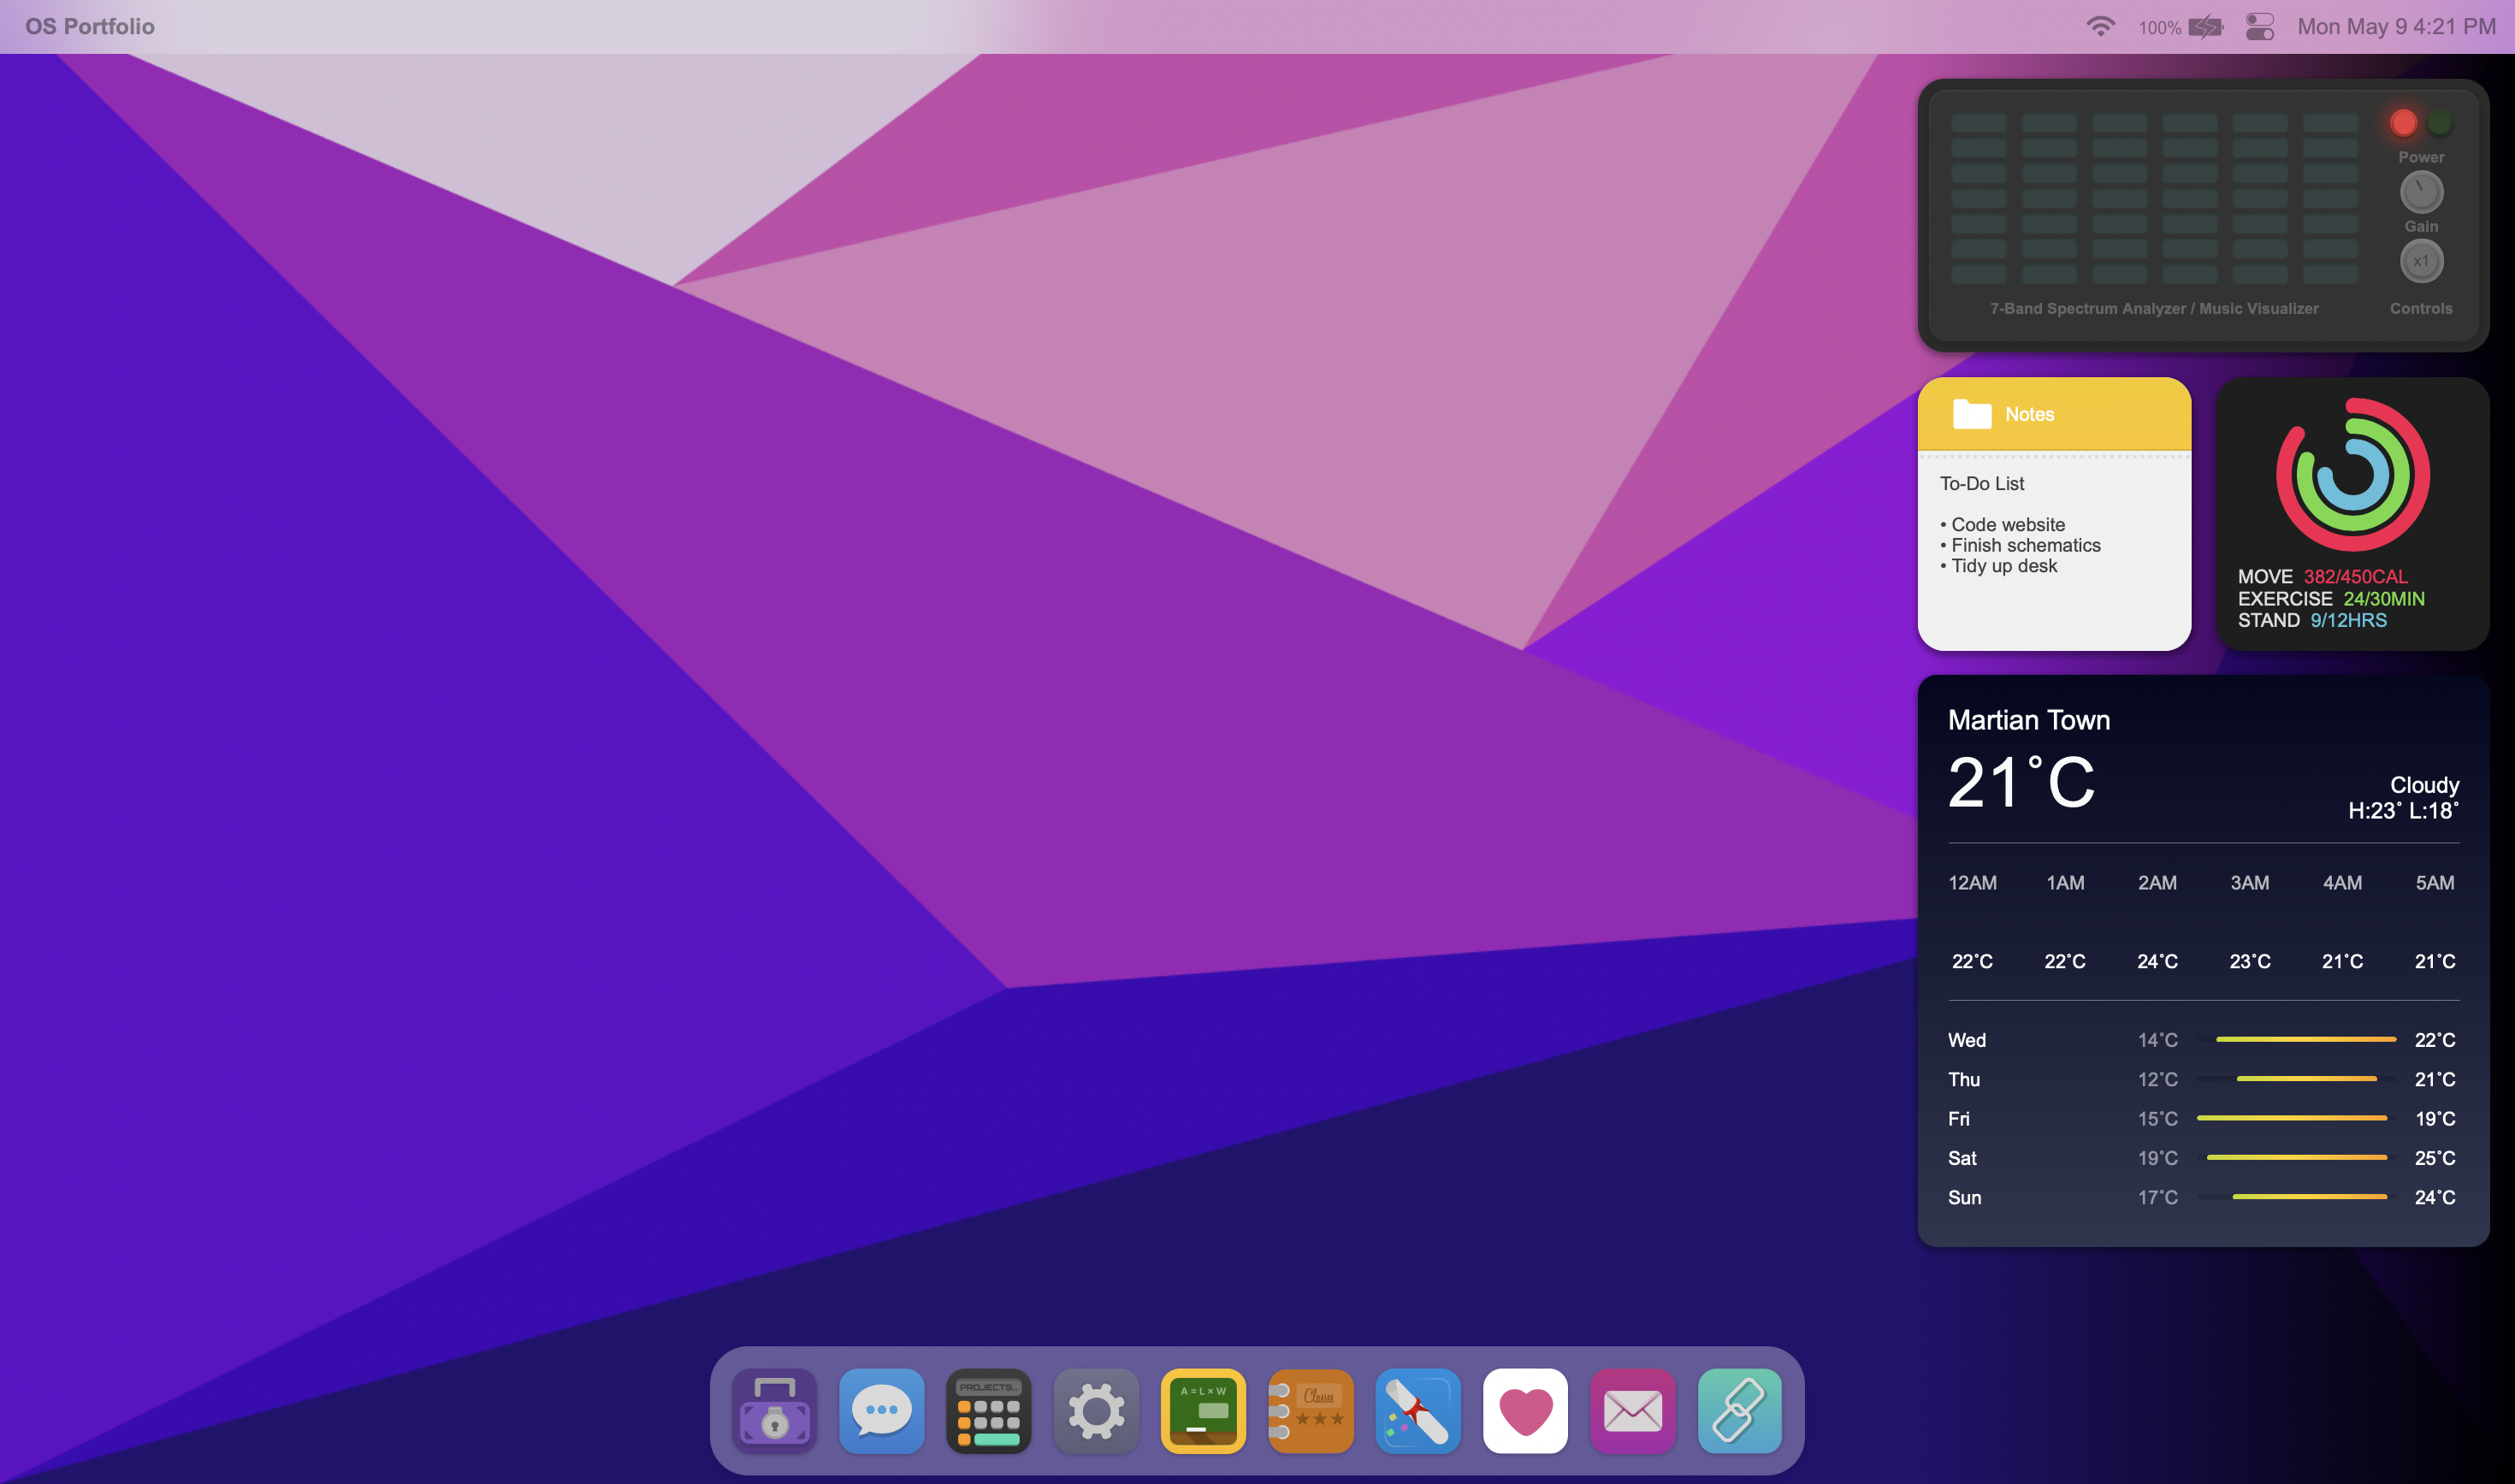 OS Portfolio
100%
Mon May 9 4:21 PM
Power
Gain
x1
7-Band Spectrum Analyzer / Music Visualizer
Controls
Notes
To-Do List
• Code website
• Finish schematics
• Tidy up desk
MOVE 382/450CAL
EXERCISE 24/30MIN
STAND 9/12HRS
Martian Town
21°C
Cloudy
H:23° L:18°
12AM 1AM 2AM 3AM 4AM 5AM
22°C 22°C 24°C 23°C 21°C 21°C
Wed 14°C 22°C
Thu 12°C 21°C
Fri 15°C 19°C
Sat 19°C 25°C
Sun 17°C 24°C
PROJECTS...
A = L × W
Classes